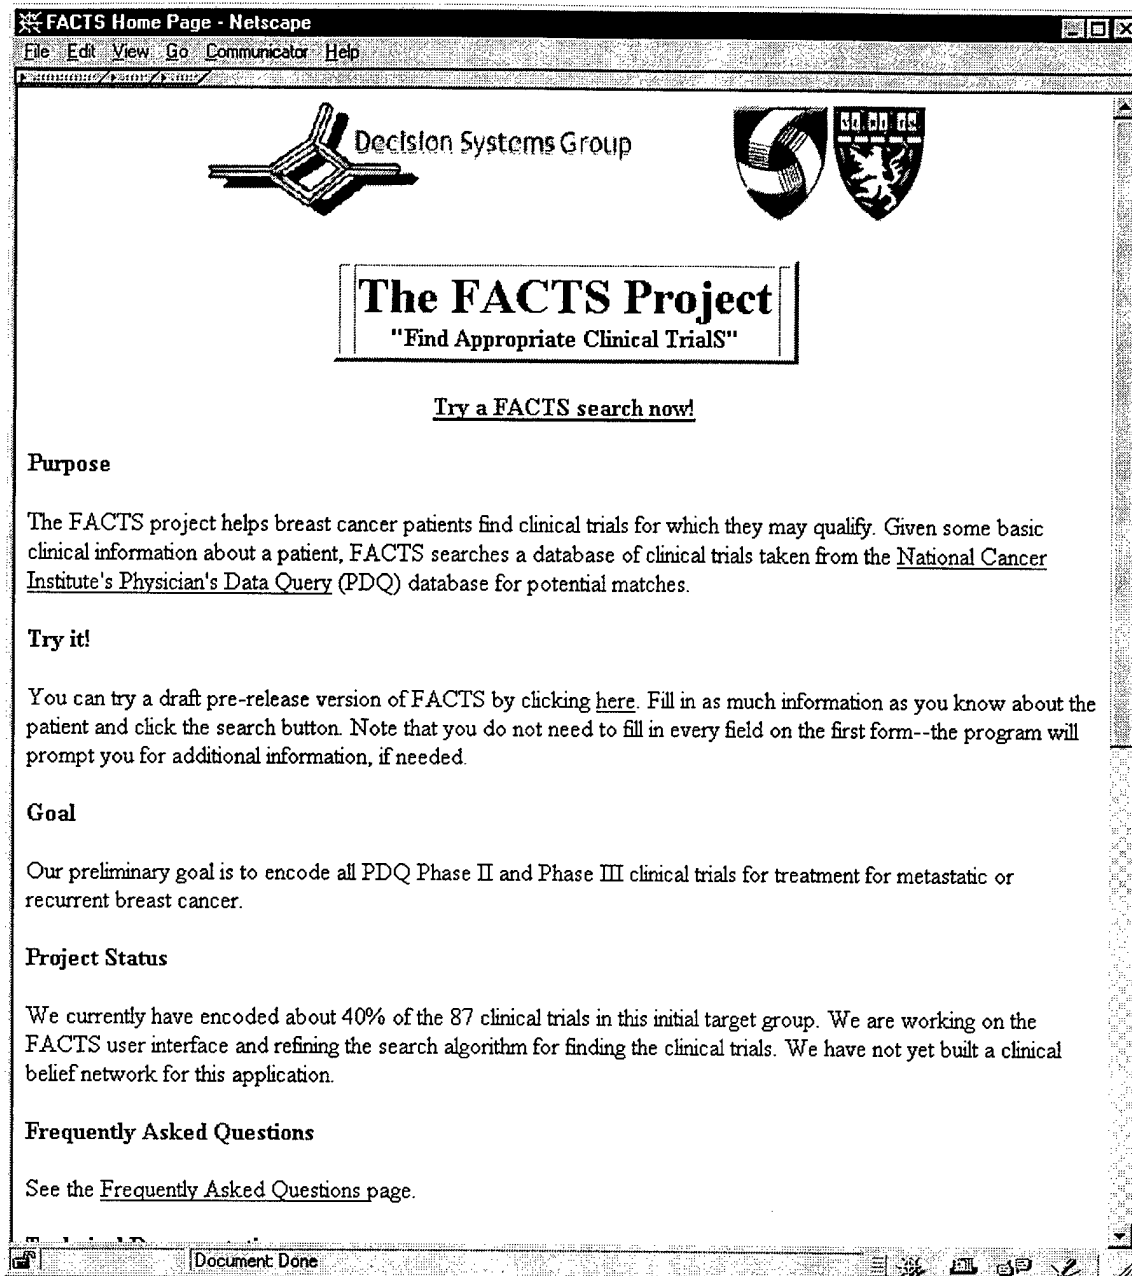 FACTS Home Page - Netscape
File Edit View Go Communicator Help
Decision Systems Group
VE RI TAS
The FACTS Project
"Find Appropriate Clinical TrialS"
Try a FACTS search now!
Purpose
The FACTS project helps breast cancer patients find clinical trials for which they may qualify. Given some basic
clinical information about a patient, FACTS searches a database of clinical trials taken from the National Cancer
Institute's Physician's Data Query (PDQ) database for potential matches.
Try it!
You can try a draft pre-release version of FACTS by clicking here. Fill in as much information as you know about the
patient and click the search button. Note that you do not need to fill in every field on the first form--the program will
prompt you for additional information, if needed.
Goal
Our preliminary goal is to encode all PDQ Phase II and Phase III clinical trials for treatment for metastatic or
recurrent breast cancer.
Project Status
We currently have encoded about 40% of the 87 clinical trials in this initial target group. We are working on the
FACTS user interface and refining the search algorithm for finding the clinical trials. We have not yet built a clinical
belief network for this application.
Frequently Asked Questions
See the Frequently Asked Questions page.
Document: Done